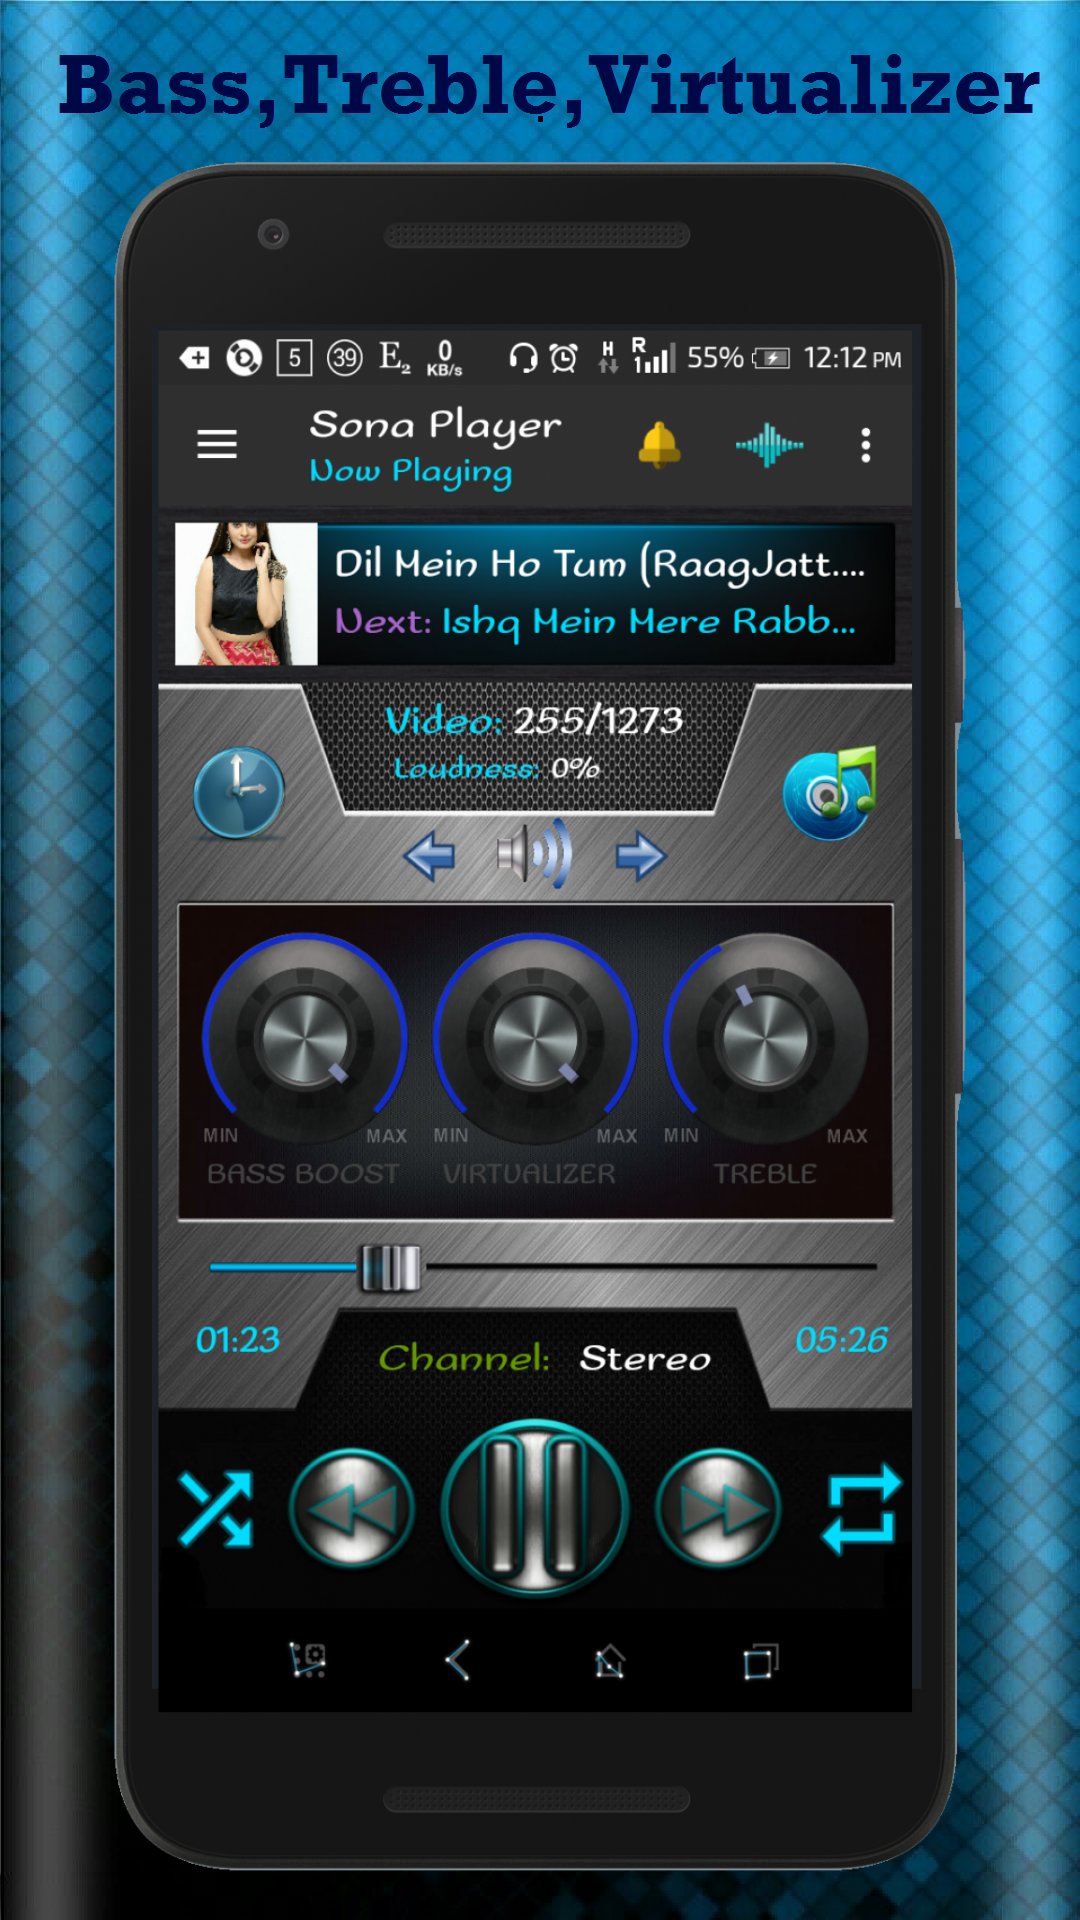 Bass,Treble,Virtualizer
5 39 E2 0 KB/s H R 1 55% 12:12 PM
Sona Player
Now Playing
Dil Mein Ho Tum (RaagJatt....
Next: Ishq Mein Mere Rabb...
Video: 255/1273
Loudness: 0%
MIN MAX MIN MAX MIN MAX
BASS BOOST VIRTUALIZER TREBLE
01:23 05:26
Channel: Stereo